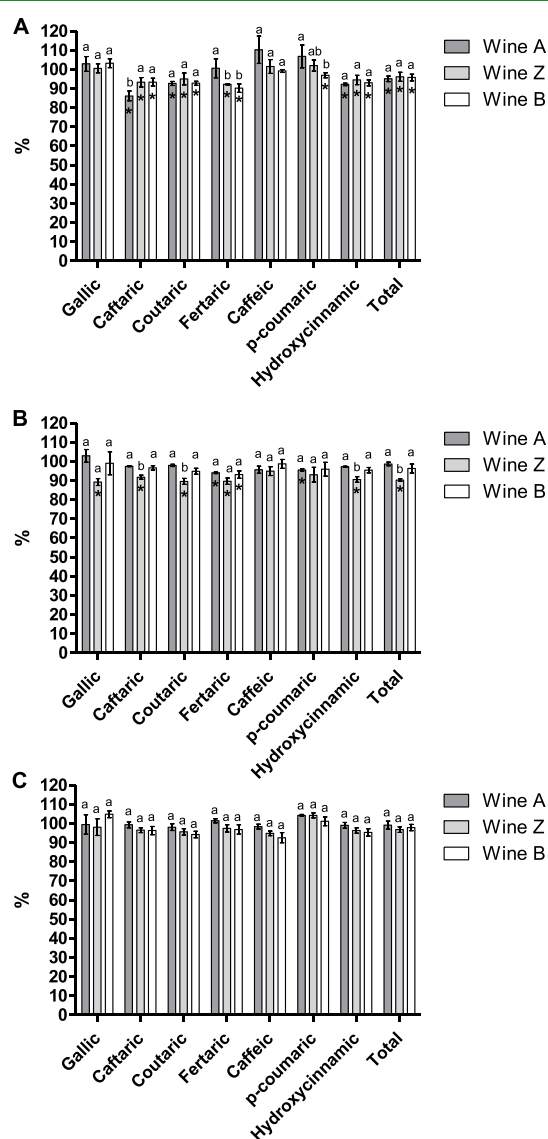 A
120
110
100
90
80
70
60
50
40
30
20
10
0
%
a a a b a a a a a a b b a a a a ab b a a a a a a
* * * * * * * * * * * * * * *
Gallic
Caftaric
Coutaric
Fertaric
Caffeic
p-coumaric
Hydroxycinnamic
Total
Wine A
Wine Z
Wine B
B
120
110
100
90
80
70
60
50
40
30
20
10
0
%
a a a a b a a b a a a a a a a a a a a b a a b a
* * * * * * * * *
Gallic
Caftaric
Coutaric
Fertaric
Caffeic
p-coumaric
Hydroxycinnamic
Total
Wine A
Wine Z
Wine B
C
120
110
100
90
80
70
60
50
40
30
20
10
0
%
a a a a a a a a a a a a a a a a a a a a a a a a
Gallic
Caftaric
Coutaric
Fertaric
Caffeic
p-coumaric
Hydroxycinnamic
Total
Wine A
Wine Z
Wine B